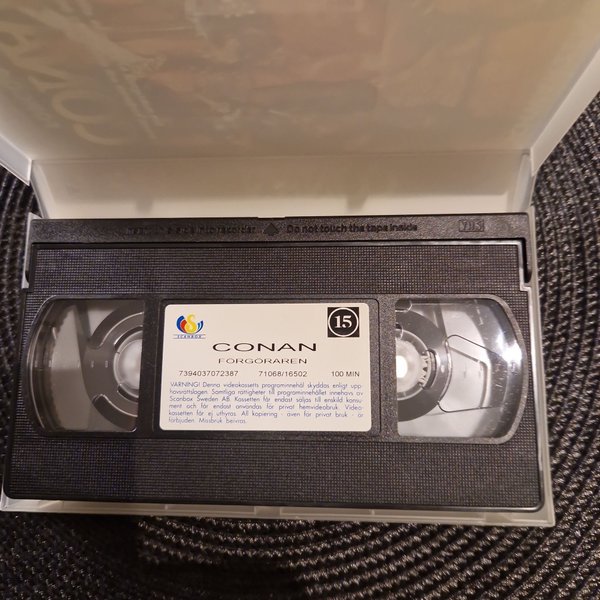 Do not touch the tape inside
VHS
SCANBOX
15
CONAN
FÖRGÖRAREN
7394037072387 71068/16502 100 MIN
VARNING! Denna videokassetts programinnehåll skyddas enligt upp
hovsrättslagen. Samtliga rättigheter till programinnehållet innehavs av
Scanbox Sweden AB. Kassetten får endast säljas till enskild konsu
ment och får endast användas för privat hemvideobruk. Video-
kassetten får ej uthyras. All kopiering - även för privat bruk - är
förbjuden. Missbruk beivras.